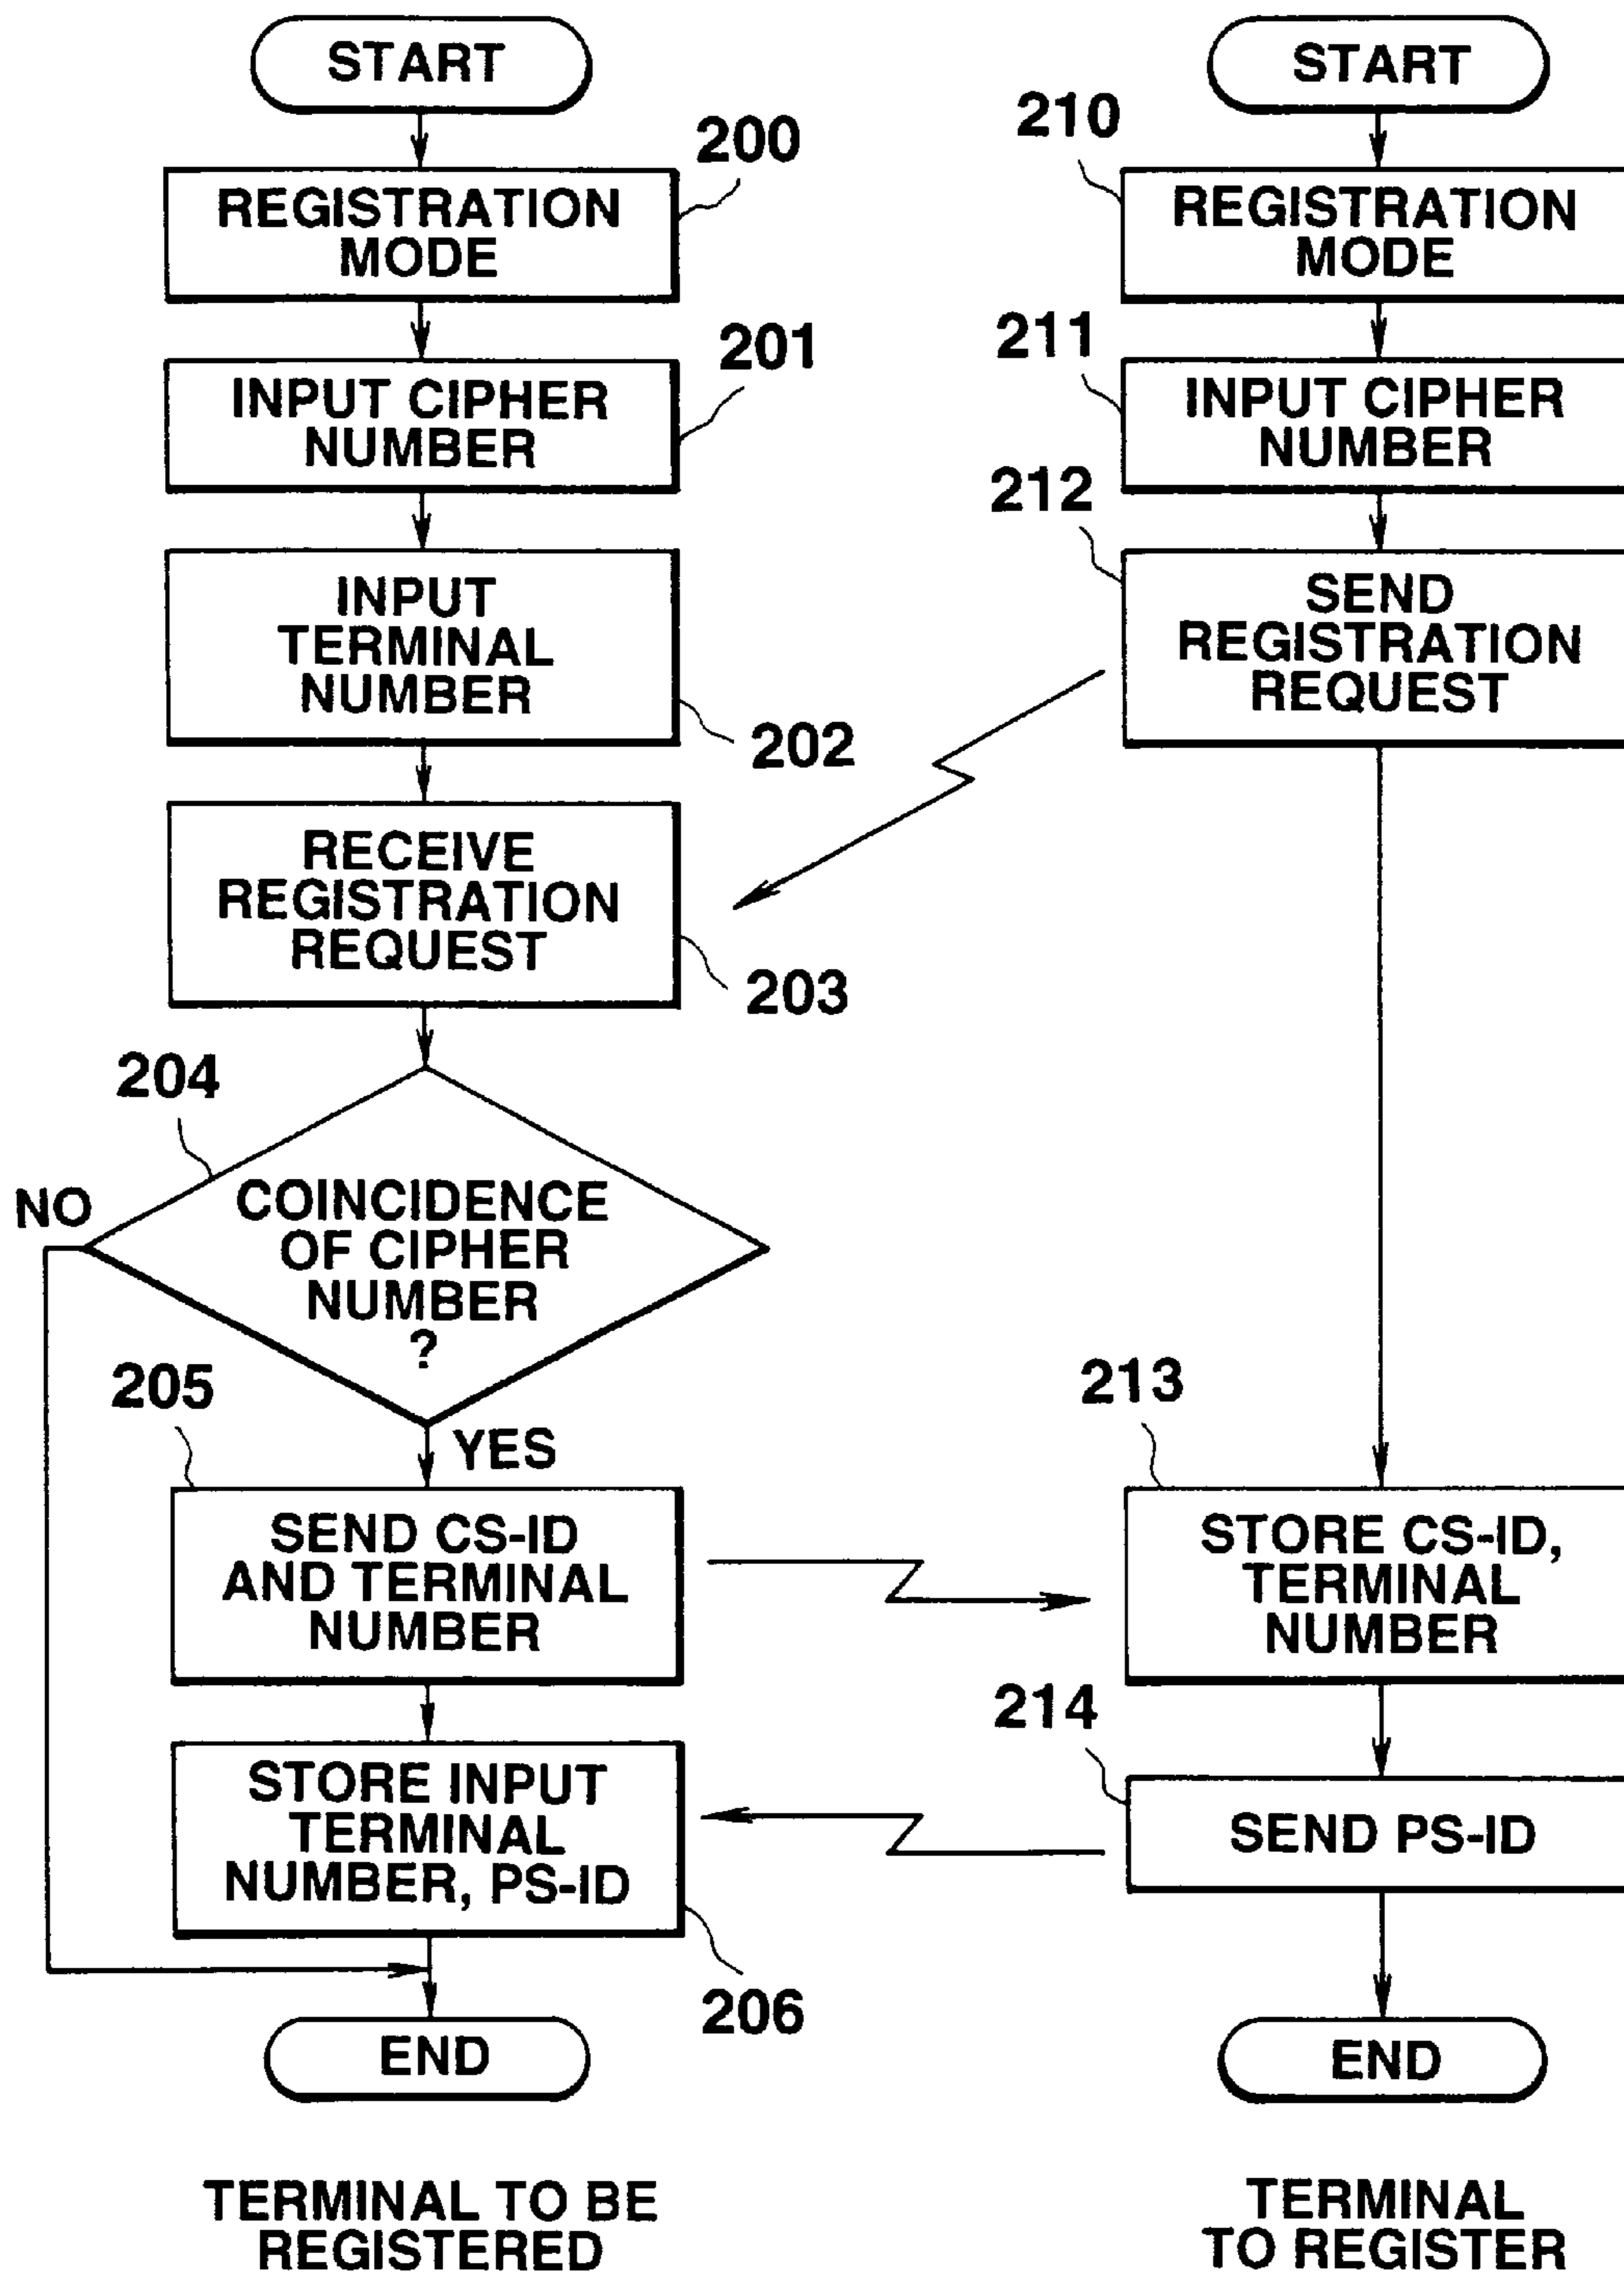 START
200
REGISTRATION
MODE
201
INPUT CIPHER
NUMBER
INPUT
TERMINAL
NUMBER
202
RECEIVE
REGISTRATION
REQUEST
203
204
NO
COINCIDENCE
OF CIPHER
NUMBER
?
205
YES
SEND CS-ID
AND TERMINAL
NUMBER
STORE INPUT
TERMINAL
NUMBER, PS-ID
206
END
TERMINAL TO BE
REGISTERED
START
210
REGISTRATION
MODE
211
INPUT CIPHER
NUMBER
212
SEND
REGISTRATION
REQUEST
213
STORE CS-ID,
TERMINAL
NUMBER
214
SEND PS-ID
END
TERMINAL
TO REGISTER